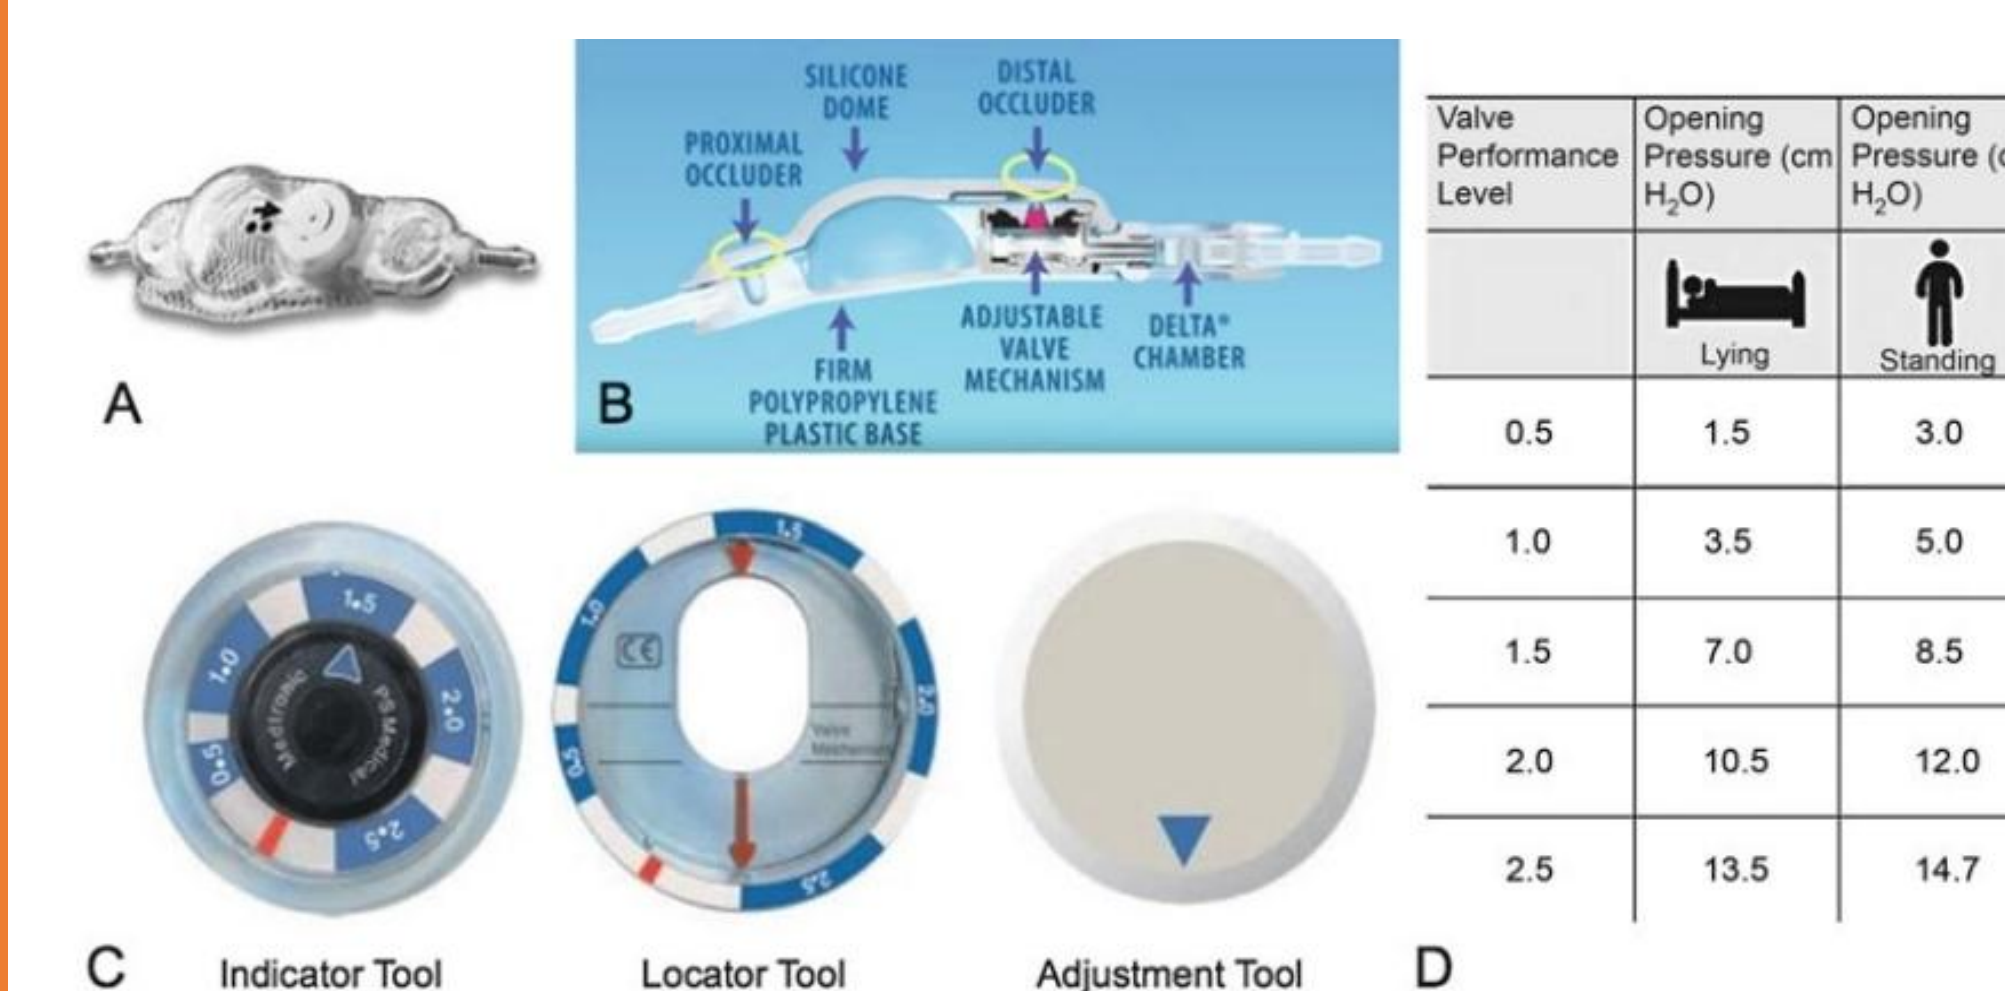 SILICONE
DOME
DISTAL
OCCLUDER
PROXIMAL
OCCLUDER
ADJUSTABLE
VALVE
MECHANISM
DELTA®
CHAMBER
FIRM
POLYPROPYLENE
PLASTIC BASE
A
B
Valve
Performance
Level
Opening
Pressure (cm
H₂O)
Opening
Pressure (
H₂O)
Lying
Standing
0.5 1.5 3.0
1.0 3.5 5.0
1.5 7.0 8.5
2.0 10.5 12.0
2.5 13.5 14.7
1.5
2.0
2.5
0.5
1.0
Medtronic
PS Medical
1.5
2.0
2.5
0.5
1.0
CE
Valve
Mechanism
C
Indicator Tool
Locator Tool
Adjustment Tool
D